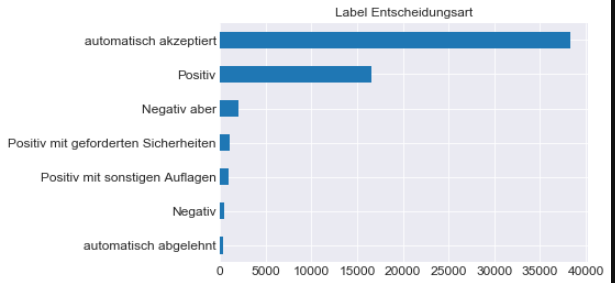 Label Entscheidungsart
automatisch akzeptiert
Positiv
Negativ aber
Positiv mit geforderten Sicherheiten
Positiv mit sonstigen Auflagen
Negativ
automatisch abgelehnt
0 5000 10000 15000 20000 25000 30000 35000 40000